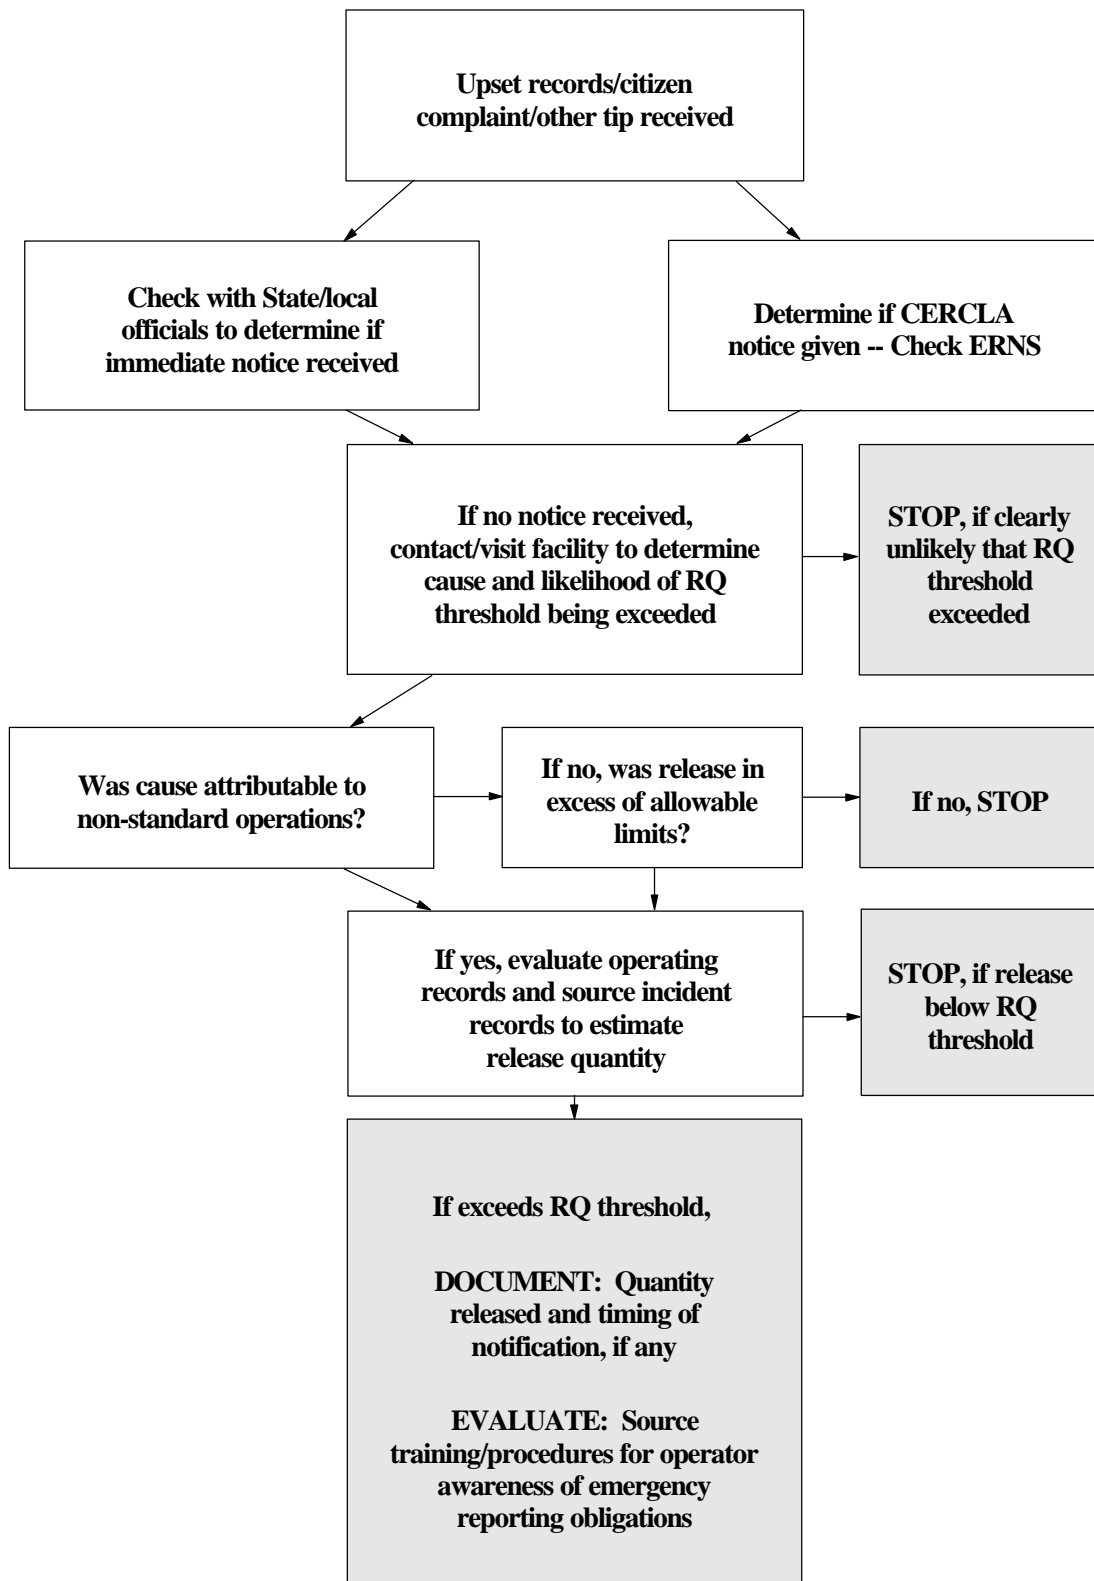 Upset records/citizen
complaint/other tip received
Check with State/local
officials to determine if
immediate notice received
Determine if CERCLA
notice given -- Check ERNS
If no notice received,
contact/visit facility to determine
cause and likelihood of RQ
threshold being exceeded
STOP, if clearly
unlikely that RQ
threshold
exceeded
Was cause attributable to
non-standard operations?
If no, was release in
excess of allowable
limits?
If no, STOP
If yes, evaluate operating
records and source incident
records to estimate
release quantity
STOP, if release
below RQ
threshold
If exceeds RQ threshold,
DOCUMENT: Quantity
released and timing of
notification, if any
EVALUATE: Source
training/procedures for operator
awareness of emergency
reporting obligations